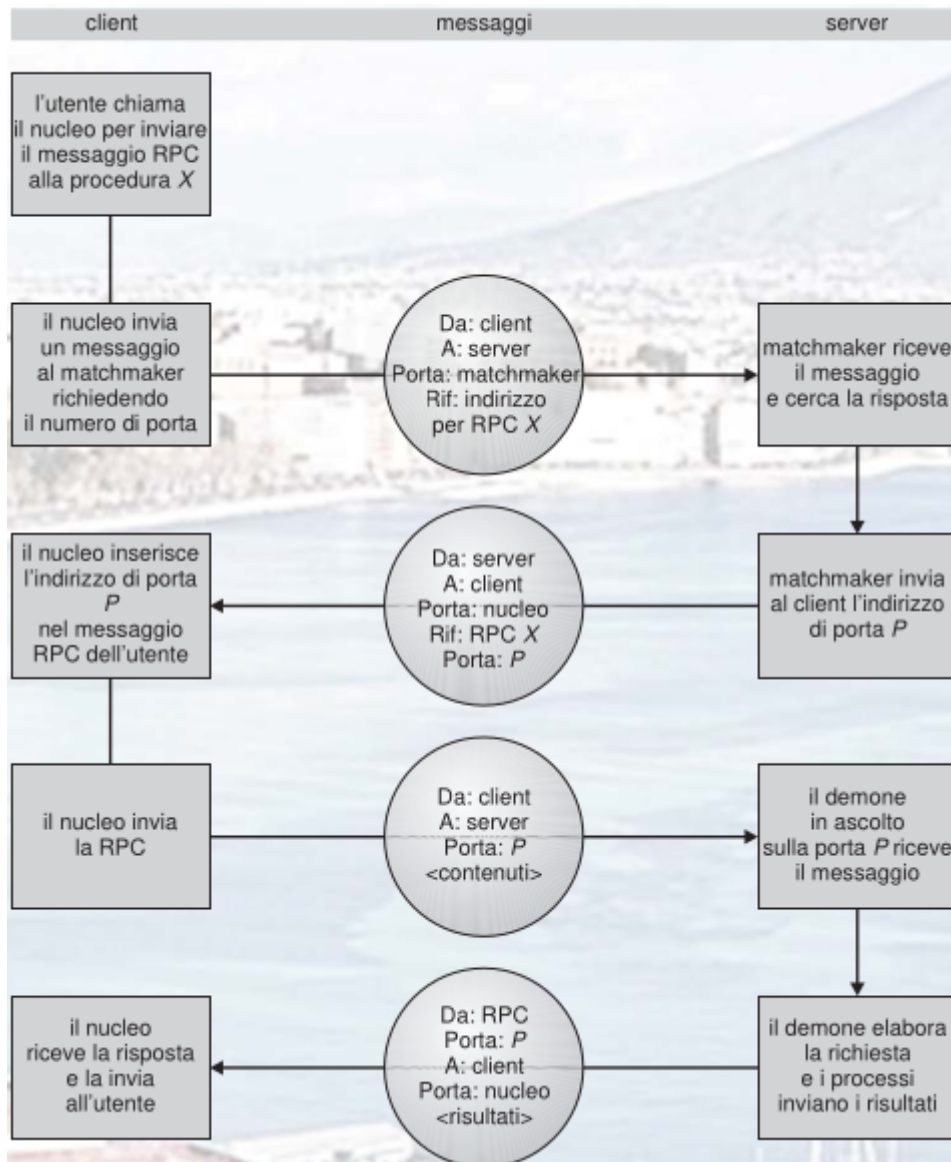 client
messaggi
server
l'utente chiama
il nucleo per inviare
il messaggio RPC
alla procedura X
il nucleo invia
un messaggio
al matchmaker
richiedendo
il numero di porta
Da: client
A: server
Porta: matchmaker
Rif: indirizzo
per RPC X
matchmaker riceve
il messaggio
e cerca la risposta
il nucleo inserisce
l'indirizzo di porta
P
nel messaggio
RPC dell'utente
Da: server
A: client
Porta: nucleo
Rif: RPC X
Porta: P
matchmaker invia
al client l'indirizzo
di porta P
il nucleo invia
la RPC
Da: client
A: server
Porta: P
<contenuti>
il demone
in ascolto
sulla porta P riceve
il messaggio
il nucleo
riceve la risposta
e la invia
all'utente
Da: RPC
Porta: P
A: client
Porta: nucleo
<risultati>
il demone elabora
la richiesta
e i processi
inviano i risultati